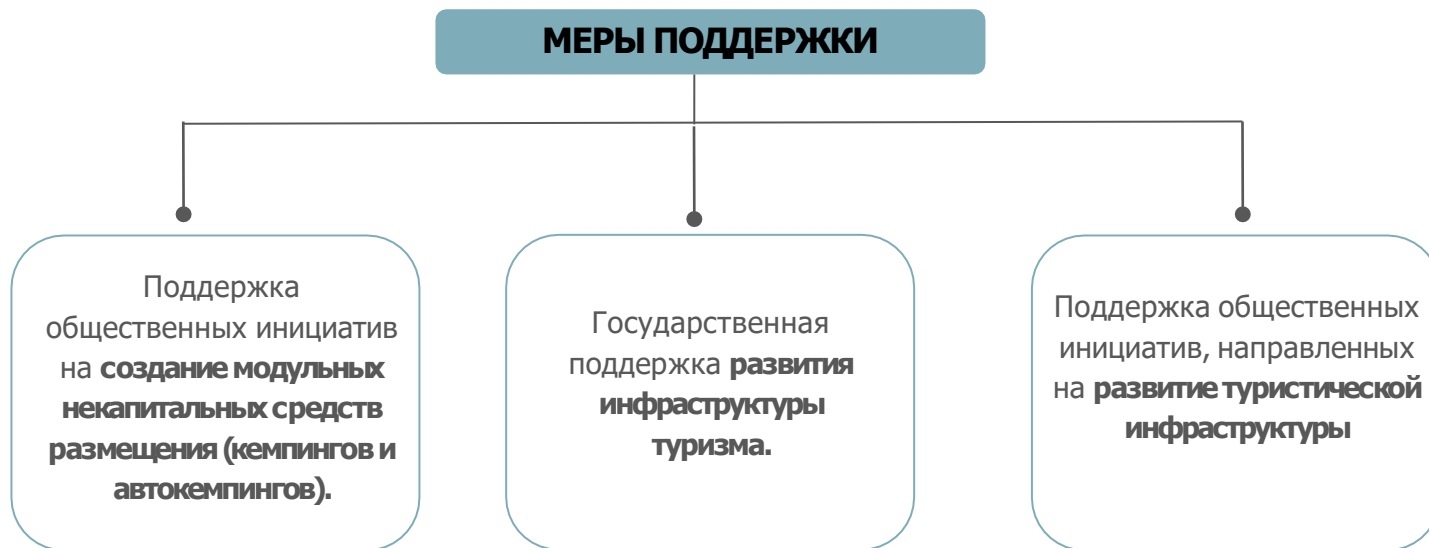 МЕРЫ ПОДДЕРЖКИ
Поддержка
общественных инициатив
на создание модульных
некапитальных средств
размещения (кемпингов и
автокемпингов).
Государственная
поддержка развития
инфраструктуры
туризма.
Поддержка общественных
инициатив, направленных
на развитие туристической
инфраструктуры